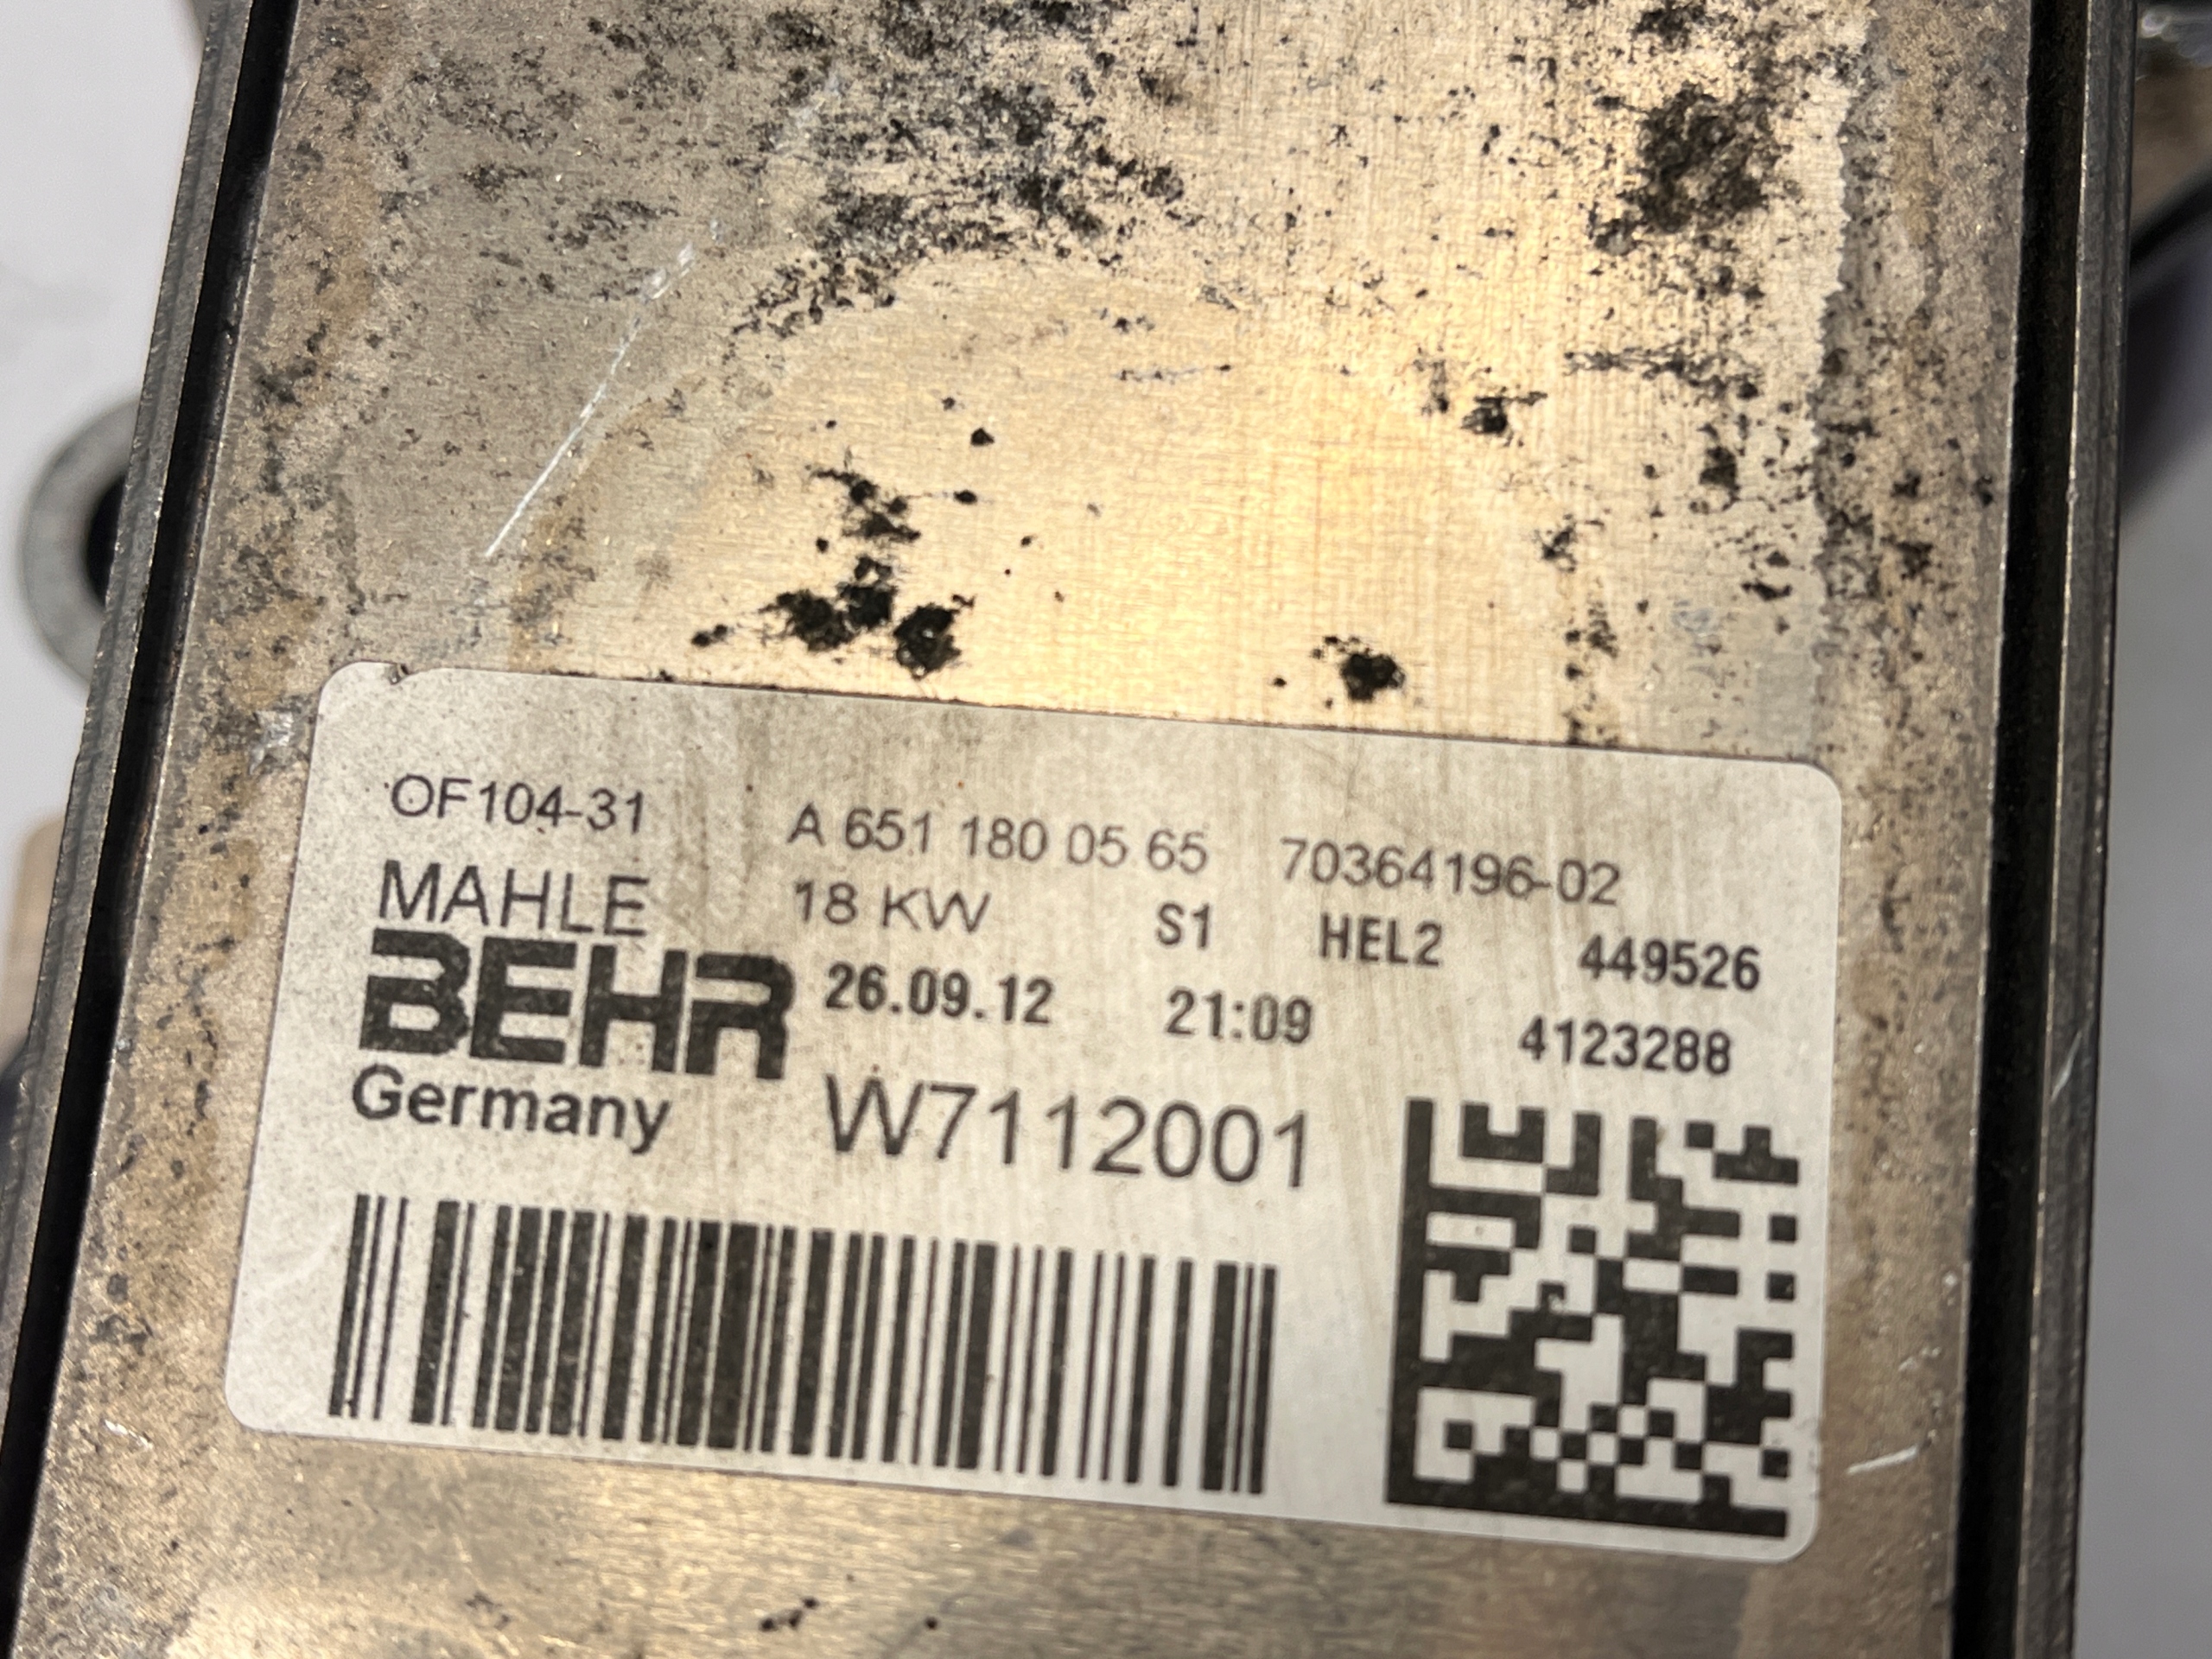 OF104-31 A 651 180 05 65 70364196-02
MAHLE 18 KW S1 HEL2 449526
BEHR 26.09.12 21:09 4123288
Germany W7112001